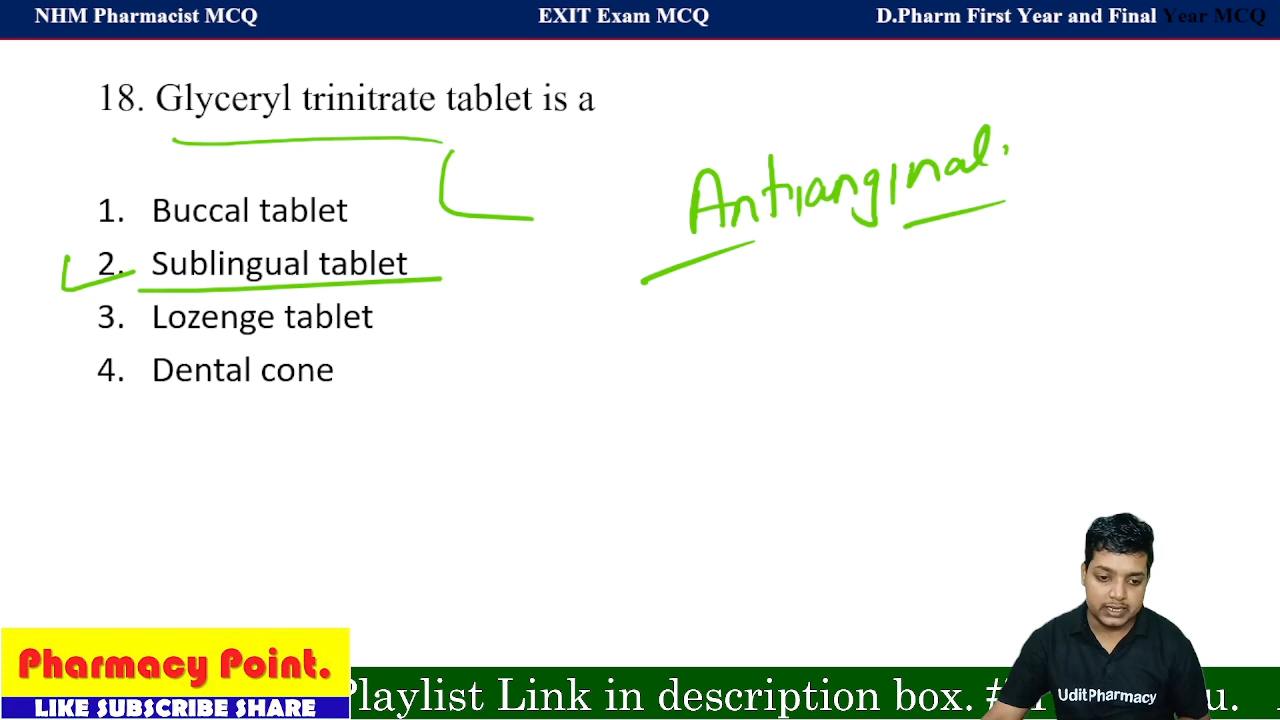 NHM Pharmacist MCQ EXIT Exam MCQ D.Pharm First Year and Final Year MCQ
18. Glyceryl trinitrate tablet is a
Antianginal.
1. Buccal tablet
2. Sublingual tablet
3. Lozenge tablet
4. Dental cone
UditPharmacy
Pharmacy Point.
LIKE SUBSCRIBE SHARE
Playlist Link in description box. #
u.